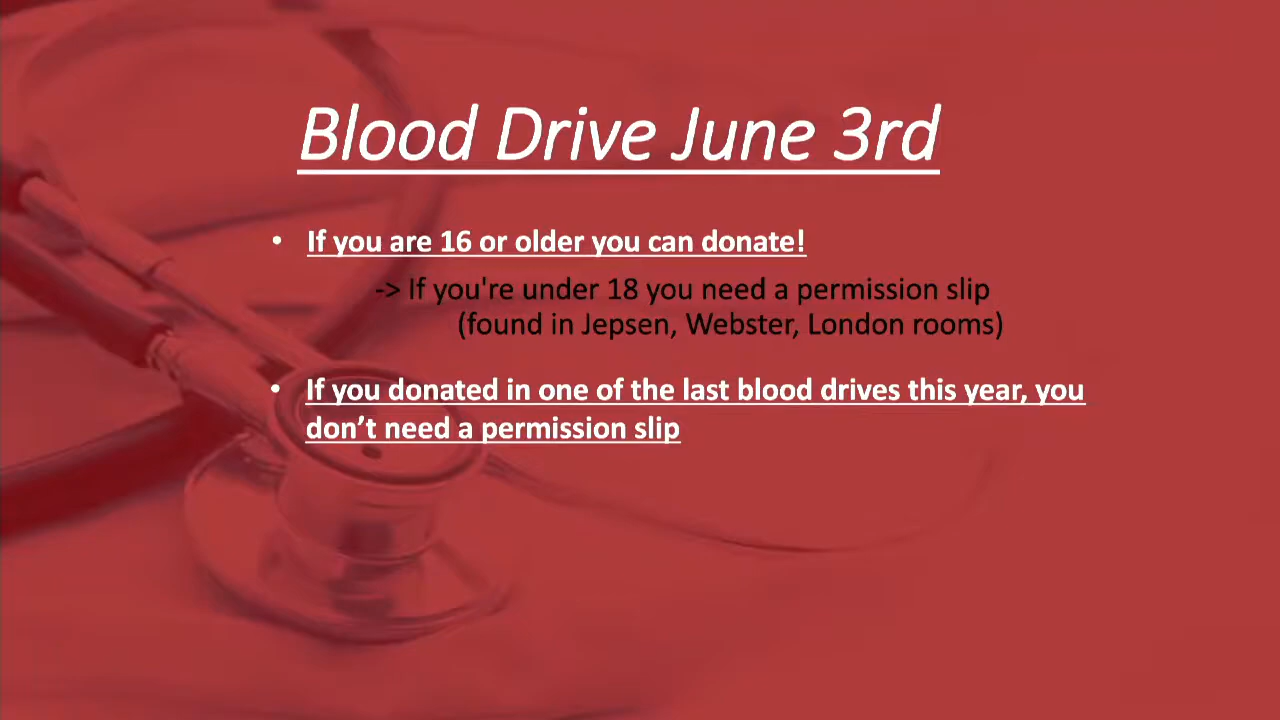 Blood Drive June 3rd
• If you are 16 or older you can donate!
-> If you're under 18 you need a permission slip
(found in Jepsen, Webster, London rooms)
• If you donated in one of the last blood drives this year, you
don’t need a permission slip